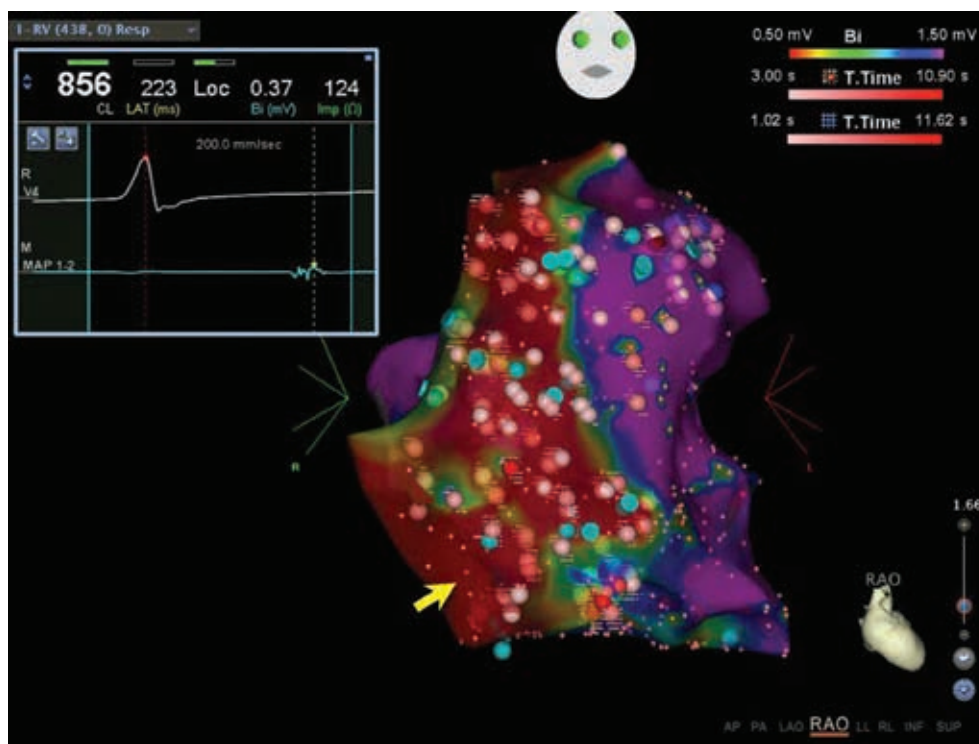 1-RV (438, 0) Resp
856 223 Loc 0.37 124
CL LAT (ms) Bi (mV) Imp (Ω)
200.0 mm/sec
R
V4
M
MAP 1-2
0.50 mV Bi 1.50 mV
3.00 s T.Time 10.90 s
1.02 s T.Time 11.62 s
R
L
1.66
RAO
AP PA LAO RAO LL RL INF SUP